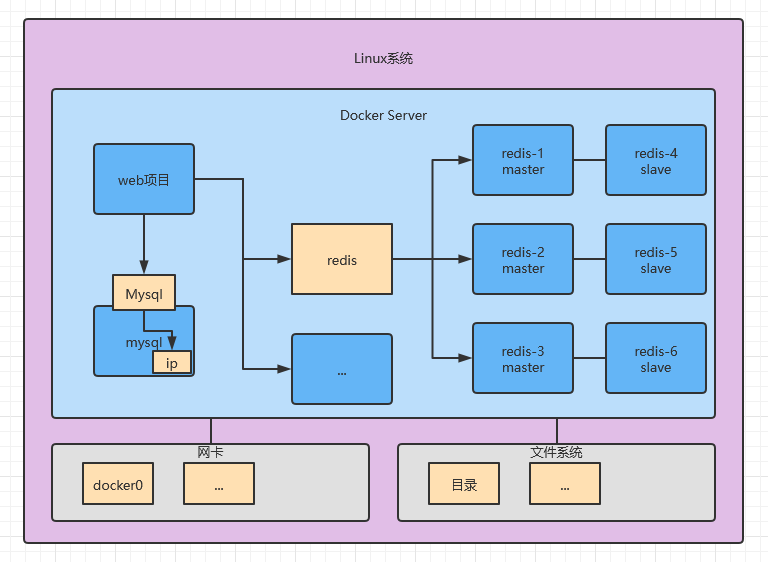 Linux系统
Docker Server
web项目
redis-1
master
redis-4
slave
redis
redis-2
master
redis-5
slave
Mysql
mysql
ip
...
redis-3
master
redis-6
slave
网卡
docker0
...
文件系统
目录
...